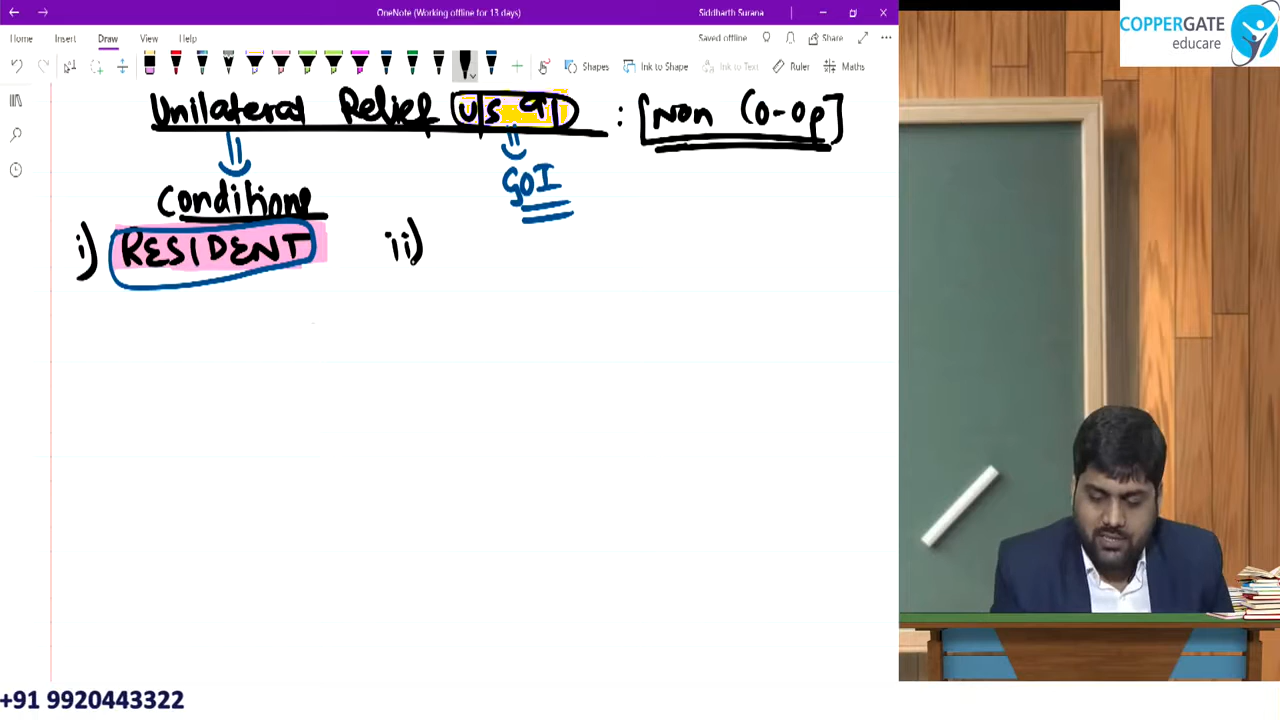 OneNote (Working offline for 13 days)
Siddharth Surana
COPPERGATE
educare
Home Insert Draw View Help
Saved offline
Share
Shapes
Ink to Shape
Ink to Text
Ruler
Maths
Unilateral Relief U/S 91 : [Non CO-Op]
GOI
Conditions
i) RESIDENT ii)
+91 9920443322